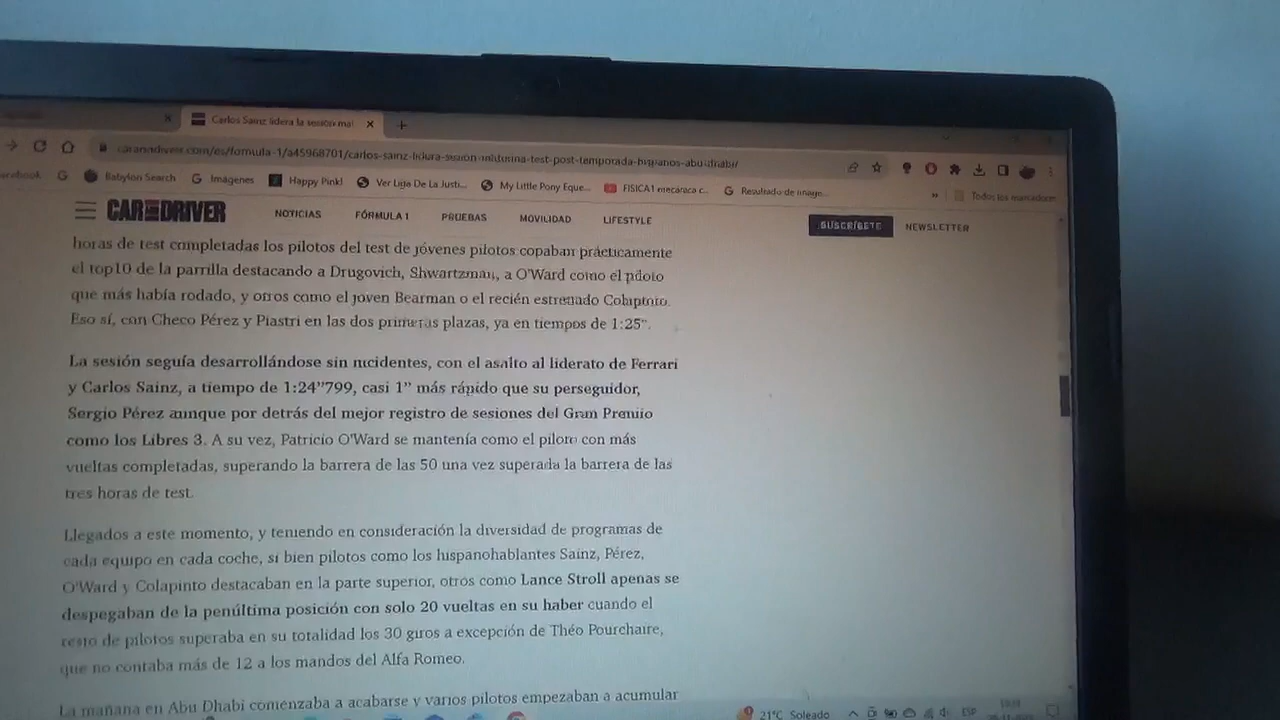 Carlos Sainz lidera la sesión mat
caranddriver.com/es/formula-1/a45968701/carlos-sainz-lidera-sesion-matutina-test-post-temporada-hispanos-abu-dhabi/
Babylon Search Imágenes Happy Pink! Ver Liga De La Justi... My Little Pony Eque... FISICA1 mecánica c... Resultado de image... » Todos los marcadores
CAR AND DRIVER NOTICIAS FÓRMULA 1 PRUEBAS MOVILIDAD LIFESTYLE SUSCRÍBETE NEWSLETTER
horas de test completadas los pilotos del test de jóvenes pilotos copaban prácticamente
el top10 de la parrilla destacando a Drugovich, Shwartzman, a O'Ward como el piloto
que más había rodado, y otros como el joven Bearman o el recién estrenado Colapinto.
Eso sí, con Checo Pérez y Piastri en las dos primeras plazas, ya en tiempos de 1:25”.
La sesión seguía desarrollándose sin incidentes, con el asalto al liderato de Ferrari
y Carlos Sainz, a tiempo de 1:24”799, casi 1” más rápido que su perseguidor,
Sergio Pérez aunque por detrás del mejor registro de sesiones del Gran Premio
como los Libres 3. A su vez, Patricio O'Ward se mantenía como el piloto con más
vueltas completadas, superando la barrera de las 50 una vez superada la barrera de las
tres horas de test.
Llegados a este momento, y teniendo en consideración la diversidad de programas de
cada equipo en cada coche, si bien pilotos como los hispanohablantes Sainz, Pérez,
O'Ward y Colapinto destacaban en la parte superior, otros como Lance Stroll apenas se
despegaban de la penúltima posición con solo 20 vueltas en su haber cuando el
resto de pilotos superaba en su totalidad los 30 giros a excepción de Théo Pourchaire,
que no contaba más de 12 a los mandos del Alfa Romeo.
La mañana en Abu Dhabi comenzaba a acabarse y varios pilotos empezaban a acumular
21°C Soleado ESP